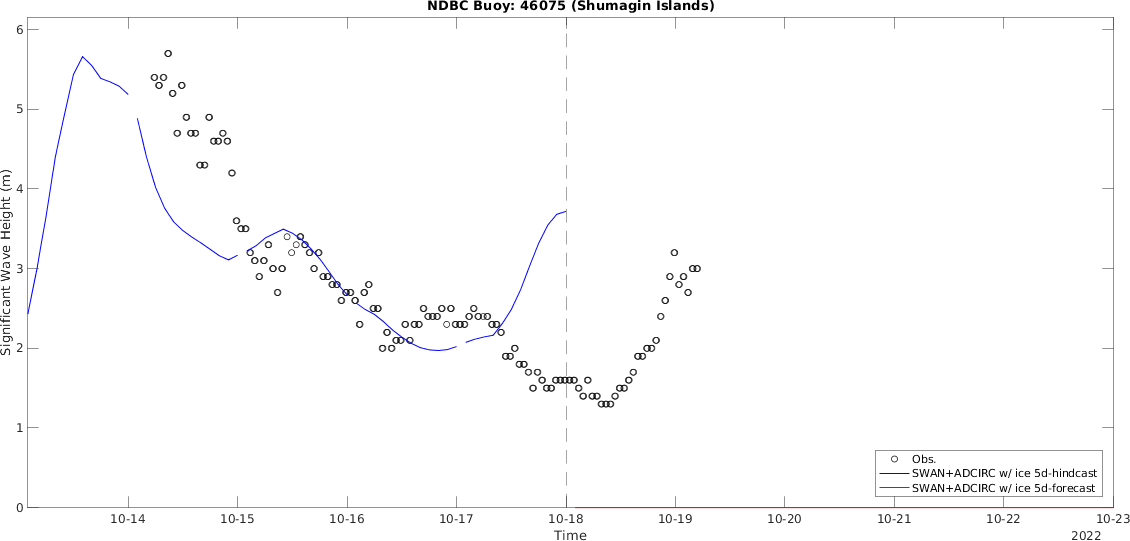 NDBC Buoy: 46075 (Shumagin Islands)
6
5
4
3
2
1
0
Significant Wave Height (m)
Obs.
SWAN+ADCIRC w/ ice 5d-hindcast
SWAN+ADCIRC w/ ice 5d-forecast
10-14 10-15 10-16 10-17 10-18 10-19 10-20 10-21 10-22 10-23
Time
2022